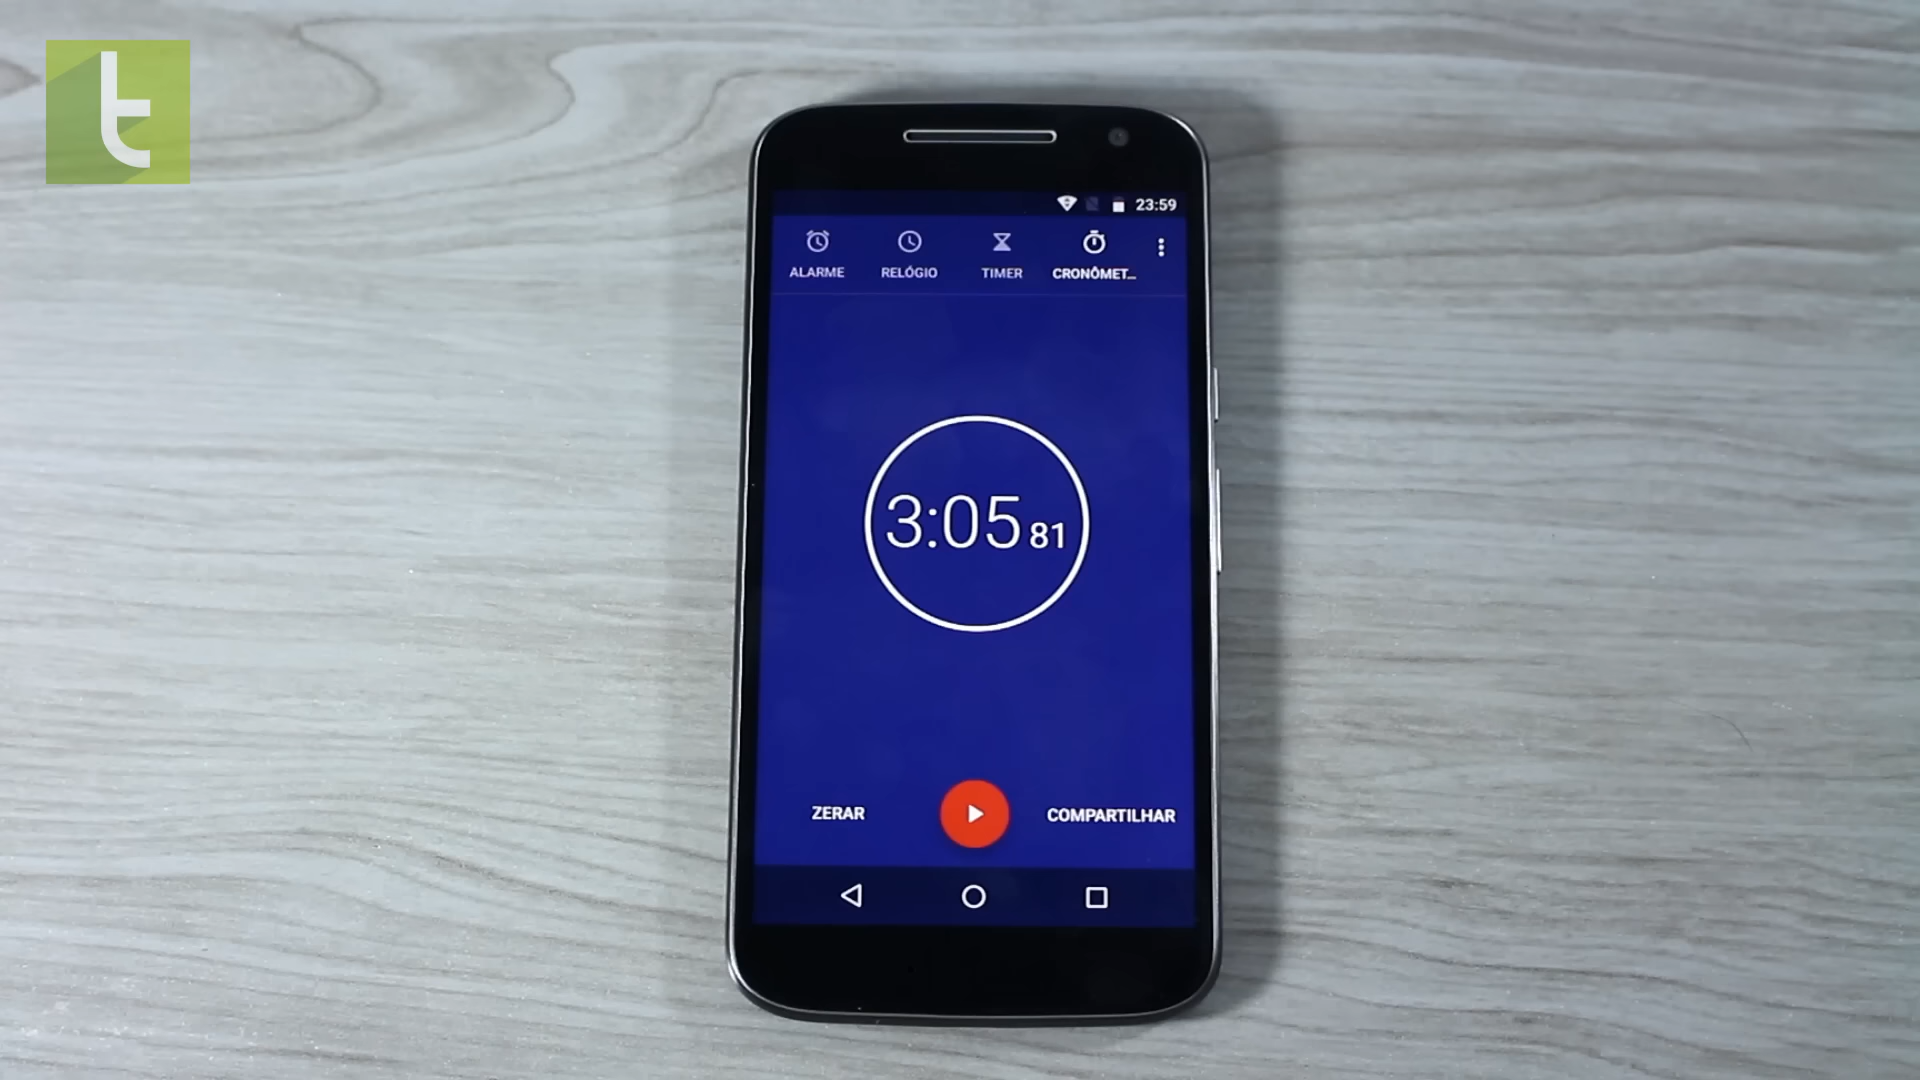 t
23:59
ALARME RELÓGIO TIMER CRONÔMET...
3:05 81
ZERAR COMPARTILHAR